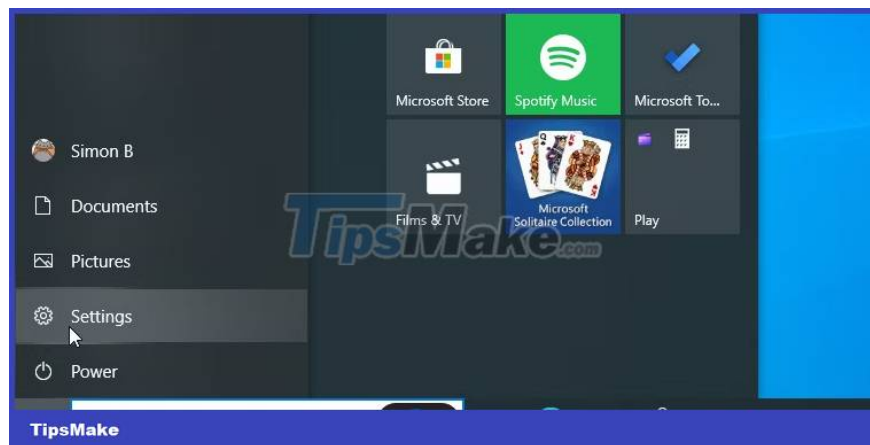 Microsoft Store
Spotify Music
Microsoft To...
Simon B
Documents
Films & TV
Microsoft
Solitaire Collection
Play
TipsMake.com
Pictures
Settings
Power
TipsMake